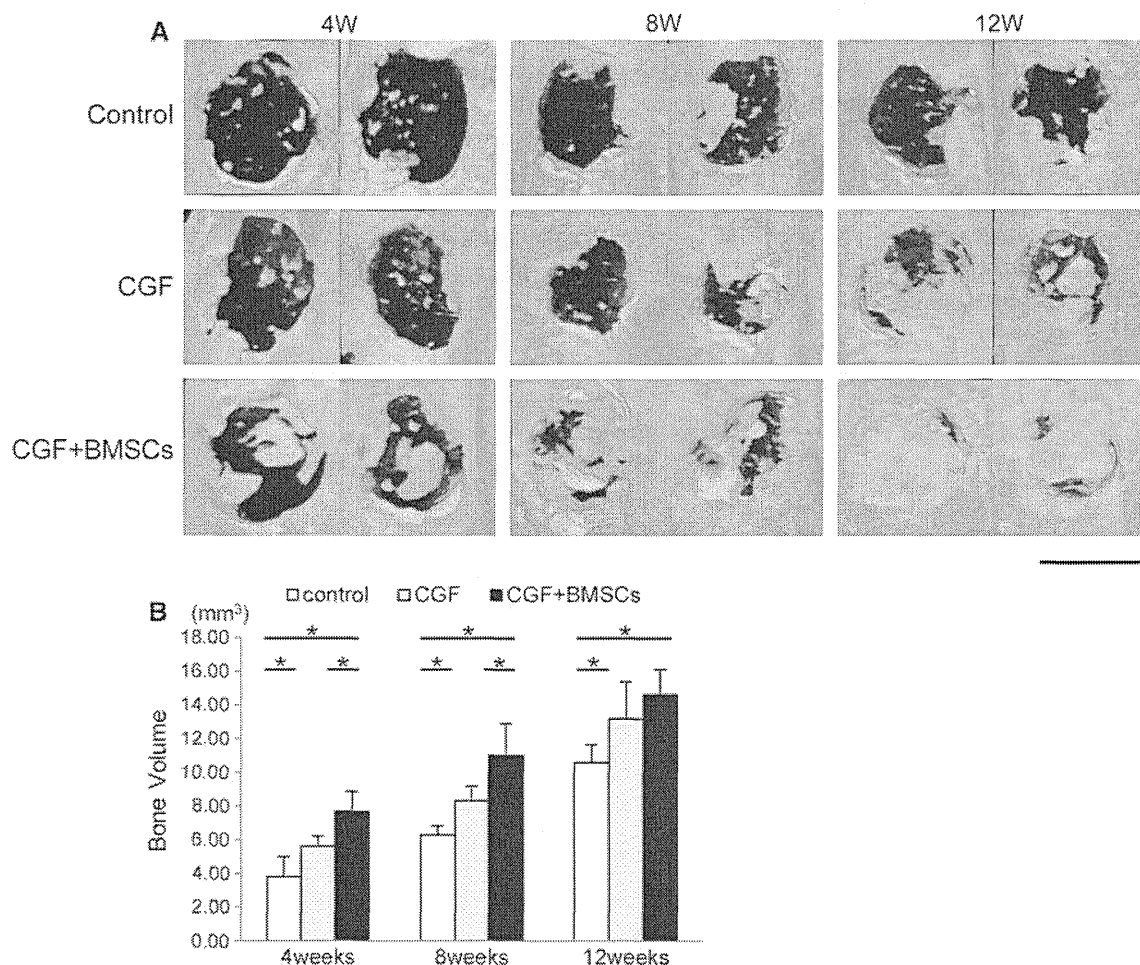 A
4W
8W
12W
Control
CGF
CGF+BMSCs
B
(mm³)
control
CGF
CGF+BMSCs
18.00
16.00
14.00
12.00
10.00
8.00
6.00
4.00
2.00
0.00
Bone Volume
*
*
*
*
*
*
*
*
4weeks
8weeks
12weeks